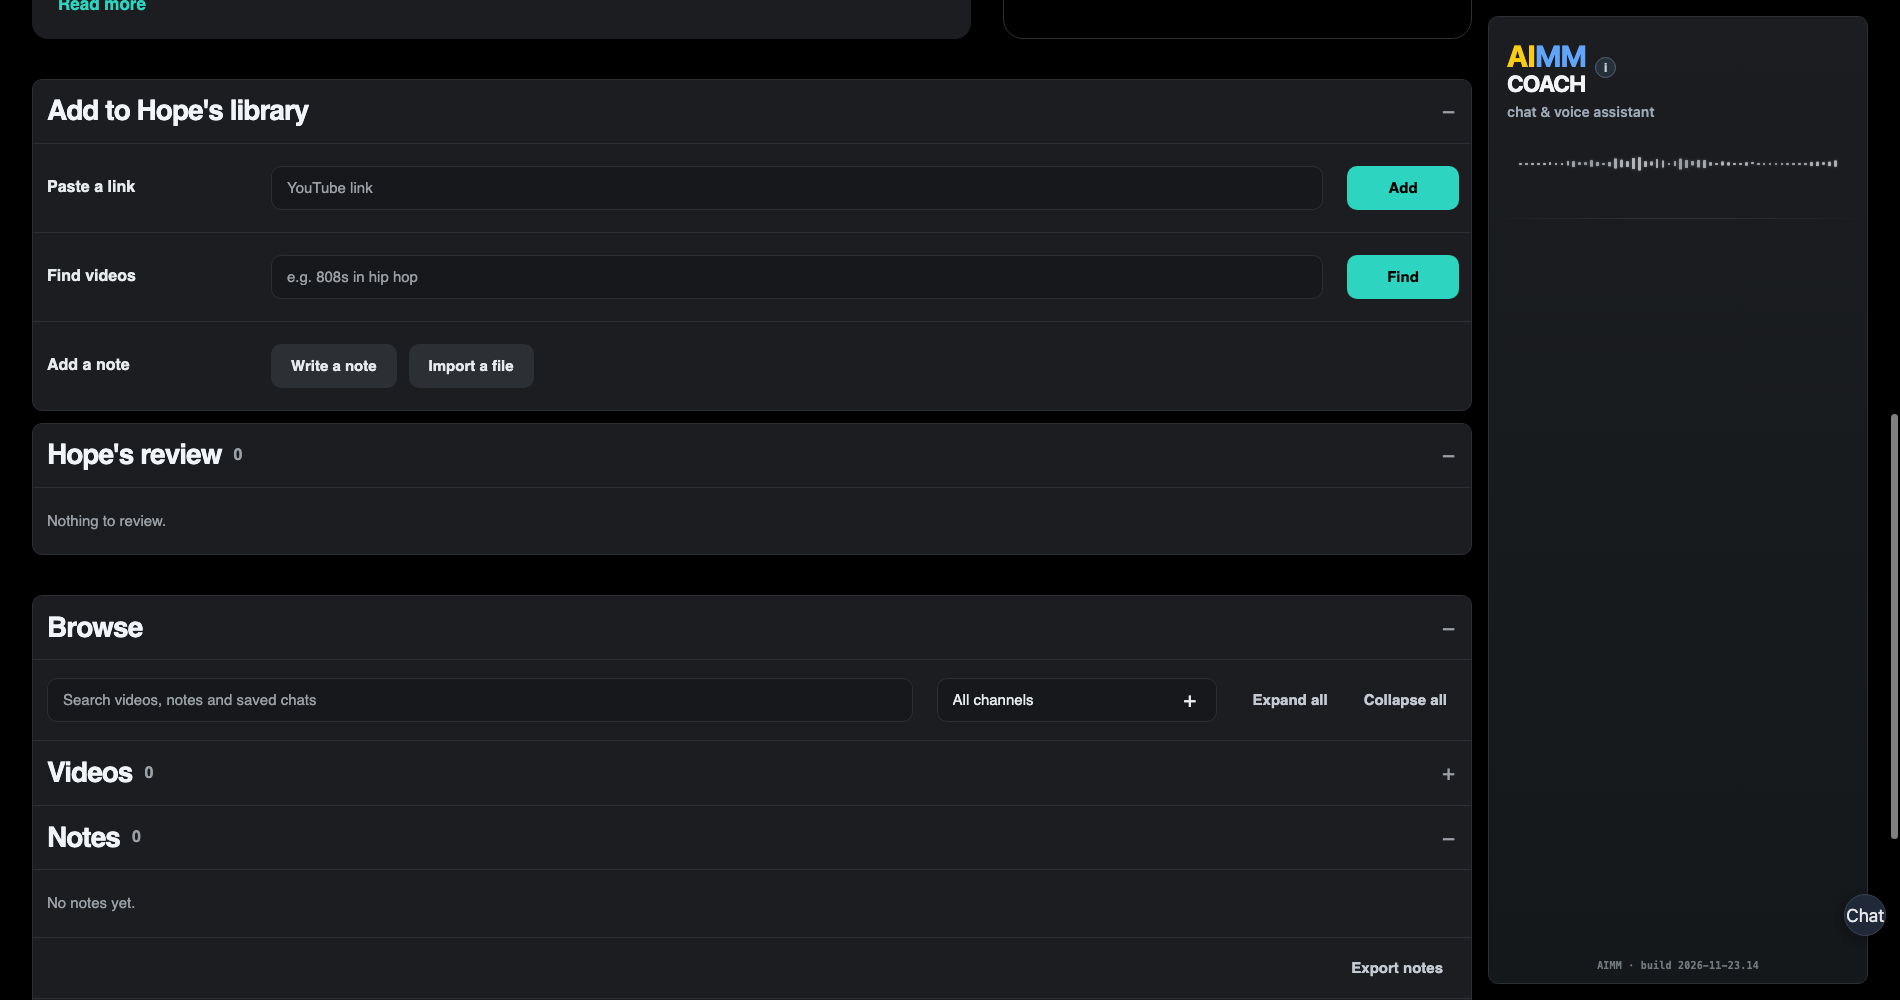 Read more
Add to Hope's library
Paste a link
YouTube link
Add
Find videos
e.g. 808s in hip hop
Find
Add a note
Write a note
Import a file
Hope's review 0
Nothing to review.
Browse
Search videos, notes and saved chats
All channels
Expand all
Collapse all
Videos 0
Notes 0
No notes yet.
Export notes
AIMM
COACH
i
chat & voice assistant
Chat
AIMM · build 2026-11-23.14